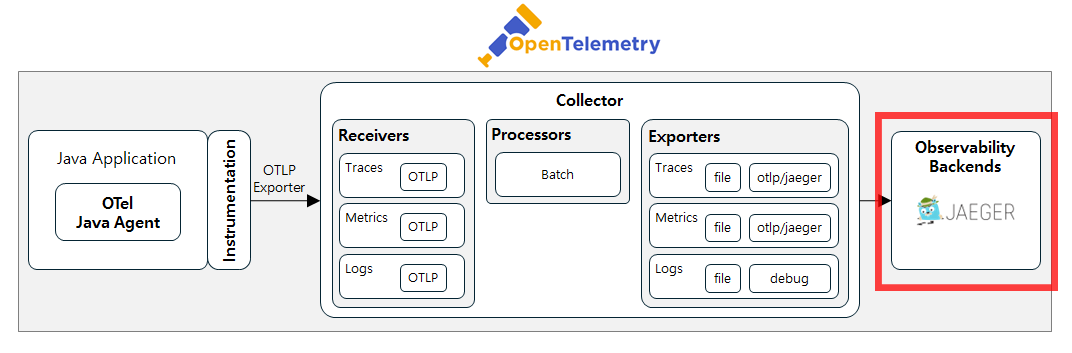 OpenTelemetry
Collector
Java Application
OTel
Java Agent
Instrumentation
OTLP
Exporter
Receivers
Traces
OTLP
Metrics
OTLP
Logs
OTLP
Processors
Batch
Exporters
Traces
file
otlp/jaeger
Metrics
file
otlp/jaeger
Logs
file
debug
Observability
Backends
JAEGER